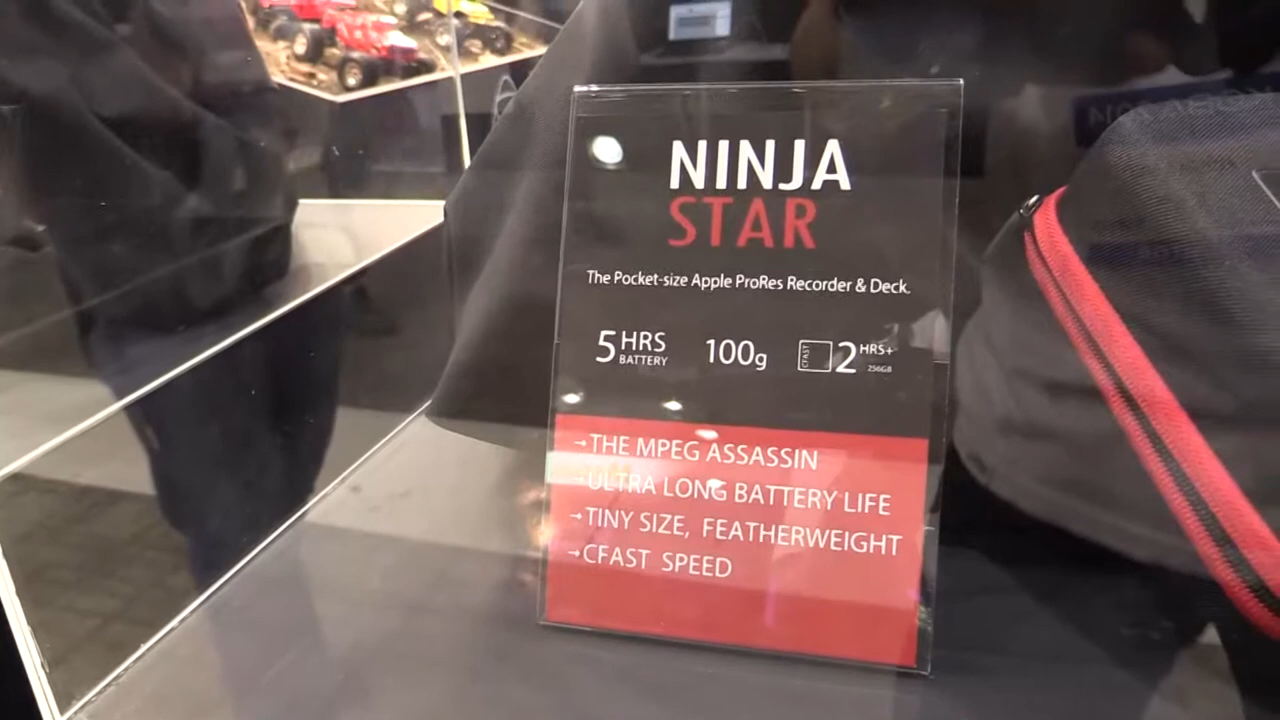 NINJA
STAR
The Pocket-size Apple ProRes Recorder & Deck.
5 HRS BATTERY 100g CFAST 2 HRS+ 256GB
→THE MPEG ASSASSIN
→ULTRA LONG BATTERY LIFE
→TINY SIZE, FEATHERWEIGHT
→CFAST SPEED